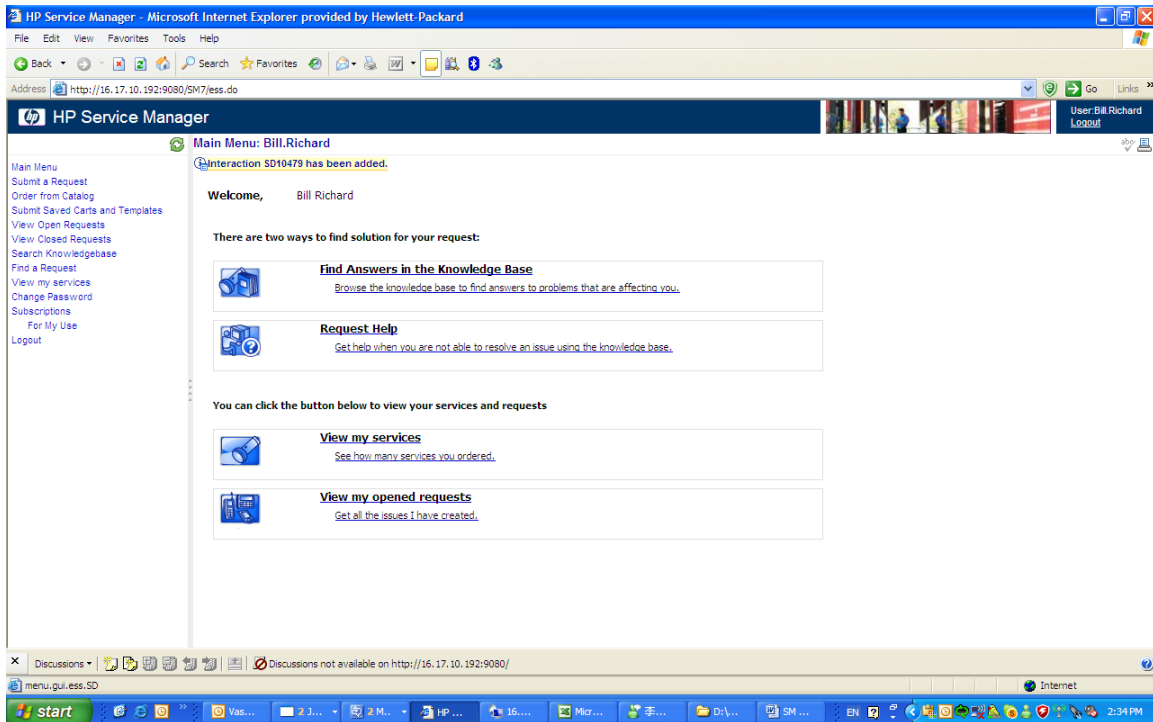 HP Service Manager - Microsoft Internet Explorer provided by Hewlett-Packard
File Edit View Favorites Tools Help
Back Search Favorites
Address http://16.17.10.192:9080/SM7/ess.do Go Links »
hp HP Service Manager User:Bill.Richard
Logout
Main Menu: Bill.Richard
Interaction SD10479 has been added.
Main Menu
Submit a Request
Order from Catalog
Submit Saved Carts and Templates
View Open Requests
View Closed Requests
Search Knowledgebase
Find a Request
View my services
Change Password
Subscriptions
For My Use
Logout
Welcome, Bill Richard
There are two ways to find solution for your request:
Find Answers in the Knowledge Base
Browse the knowledge base to find answers to problems that are affecting you.
Request Help
Get help when you are not able to resolve an issue using the knowledge base.
You can click the button below to view your services and requests
View my services
See how many services you ordered.
View my opened requests
Get all the issues I have created.
Discussions Discussions not available on http://16.17.10.192:9080/
menu.gui.ess.SD Internet
start » Vas... 2 J... 2 M... HP ... 16.... Micr... 李... D:\... SM ... EN 2:34 PM